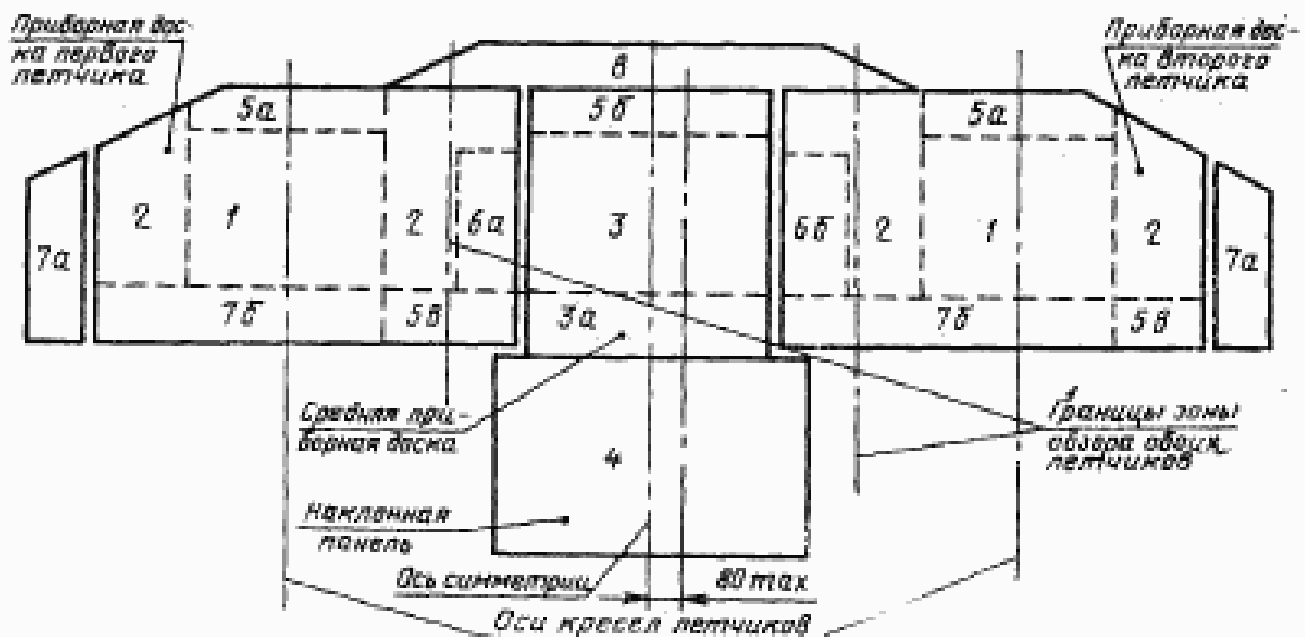 Приборная дос-
ка первого
летчика
Приборная дос-
ка второго
летчика
8
5а
5б
5а
2
1
2
6а
3
6б
2
1
2
7а
7а
7б
5в
3а
7б
5в
Средняя при-
борная доска
Границы зоны
обзора обоих
летчиков
4
Наклонная
панель
Ось симметрии
80 max
Оси кресел летчиков